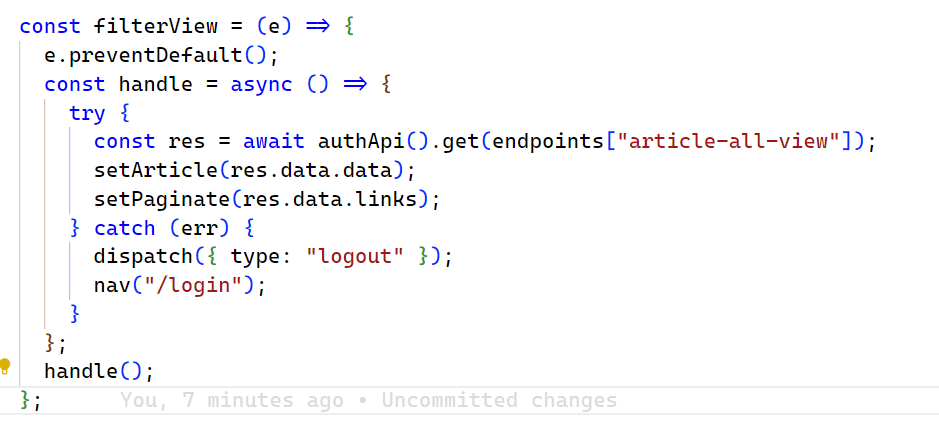 const filterView = (e) => {
e.preventDefault();
const handle = async () => {
try {
const res = await authApi().get(endpoints["article-all-view"]);
setArticle(res.data.data);
setPaginate(res.data.links);
} catch (err) {
dispatch({ type: "logout" });
nav("/login");
}
};
handle();
}; You, 7 minutes ago • Uncommitted changes